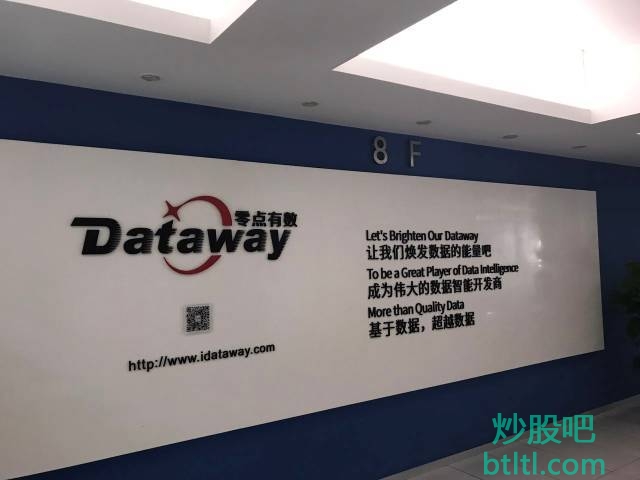 8 F
零点有数
Dataway
http://www.idataway.com
Let's Brighten Our Dataway
让我们焕发数据的能量吧
To be a Great Player of Data Intelligence
成为伟大的数据智能开发商
More than Quality Data
基于数据，超越数据
炒股吧
btltl.com